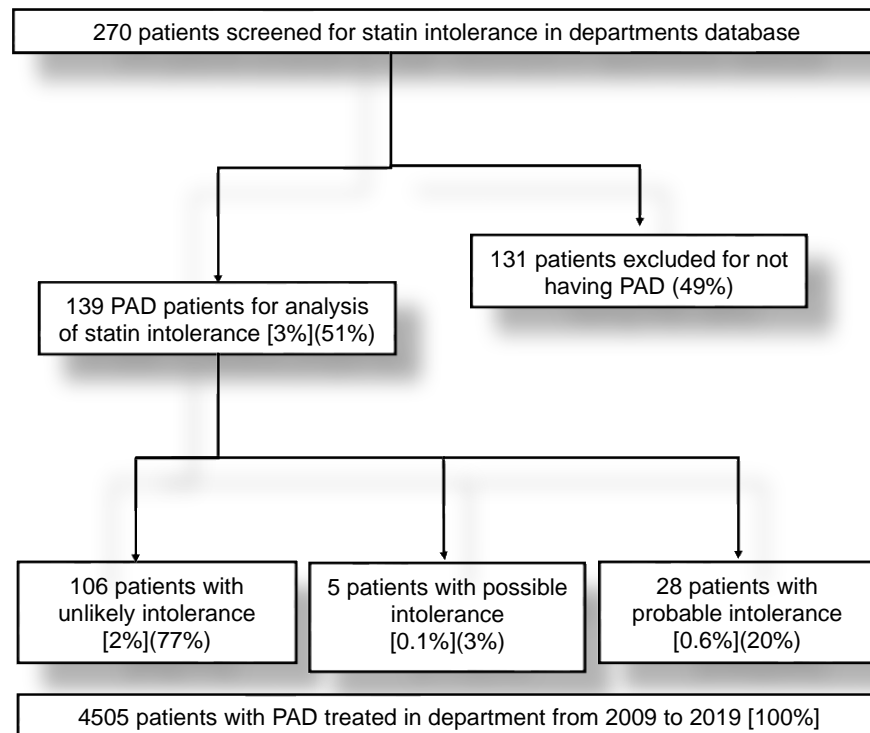 270 patients screened for statin intolerance in departments database
131 patients excluded for not
having PAD (49%)
139 PAD patients for analysis
of statin intolerance [3%](51%)
106 patients with
unlikely intolerance
[2%](77%)
5 patients with possible
intolerance
[0.1%](3%)
28 patients with
probable intolerance
[0.6%](20%)
4505 patients with PAD treated in department from 2009 to 2019 [100%]